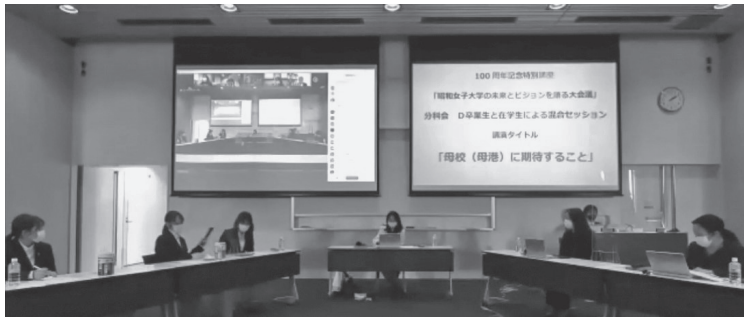 100 周年記念特別講座
「昭和女子大学の未来とビジョンを語る大会議」
分科会　D卒業生と在学生による混合セッション
講演タイトル
「母校（母港）に期待すること」